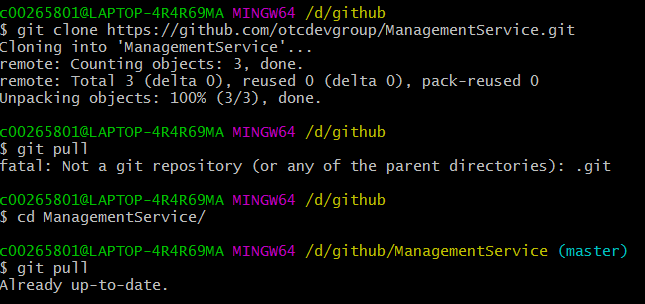 c00265801@LAPTOP-4R4R69MA MINGW64 /d/github
$ git clone https://github.com/otcdevgroup/ManagementService.git
Cloning into 'ManagementService'...
remote: Counting objects: 3, done.
remote: Total 3 (delta 0), reused 0 (delta 0), pack-reused 0
Unpacking objects: 100% (3/3), done.
c00265801@LAPTOP-4R4R69MA MINGW64 /d/github
$ git pull
fatal: Not a git repository (or any of the parent directories): .git
c00265801@LAPTOP-4R4R69MA MINGW64 /d/github
$ cd ManagementService/
c00265801@LAPTOP-4R4R69MA MINGW64 /d/github/ManagementService (master)
$ git pull
Already up-to-date.